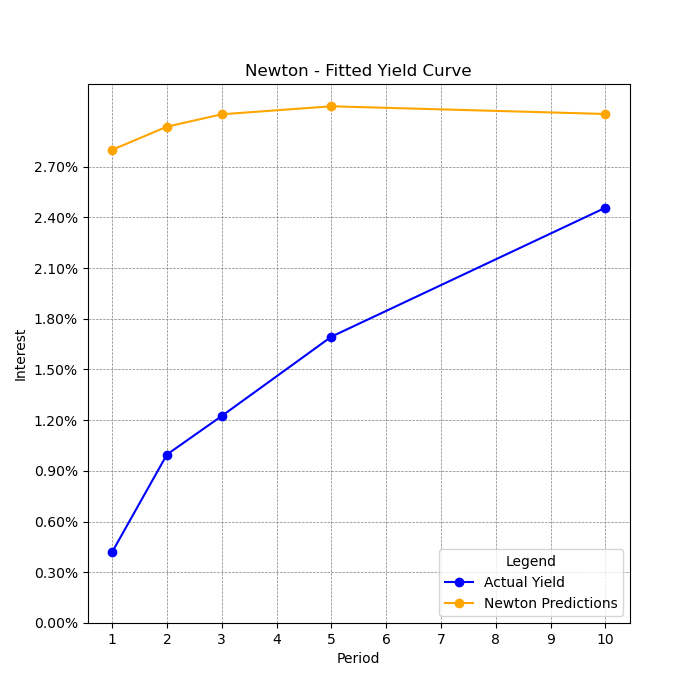 Newton - Fitted Yield Curve
Interest
2.70%
2.40%
2.10%
1.80%
1.50%
1.20%
0.90%
0.60%
0.30%
0.00%
Legend
Actual Yield
Newton Predictions
1 2 3 4 5 6 7 8 9 10
Period